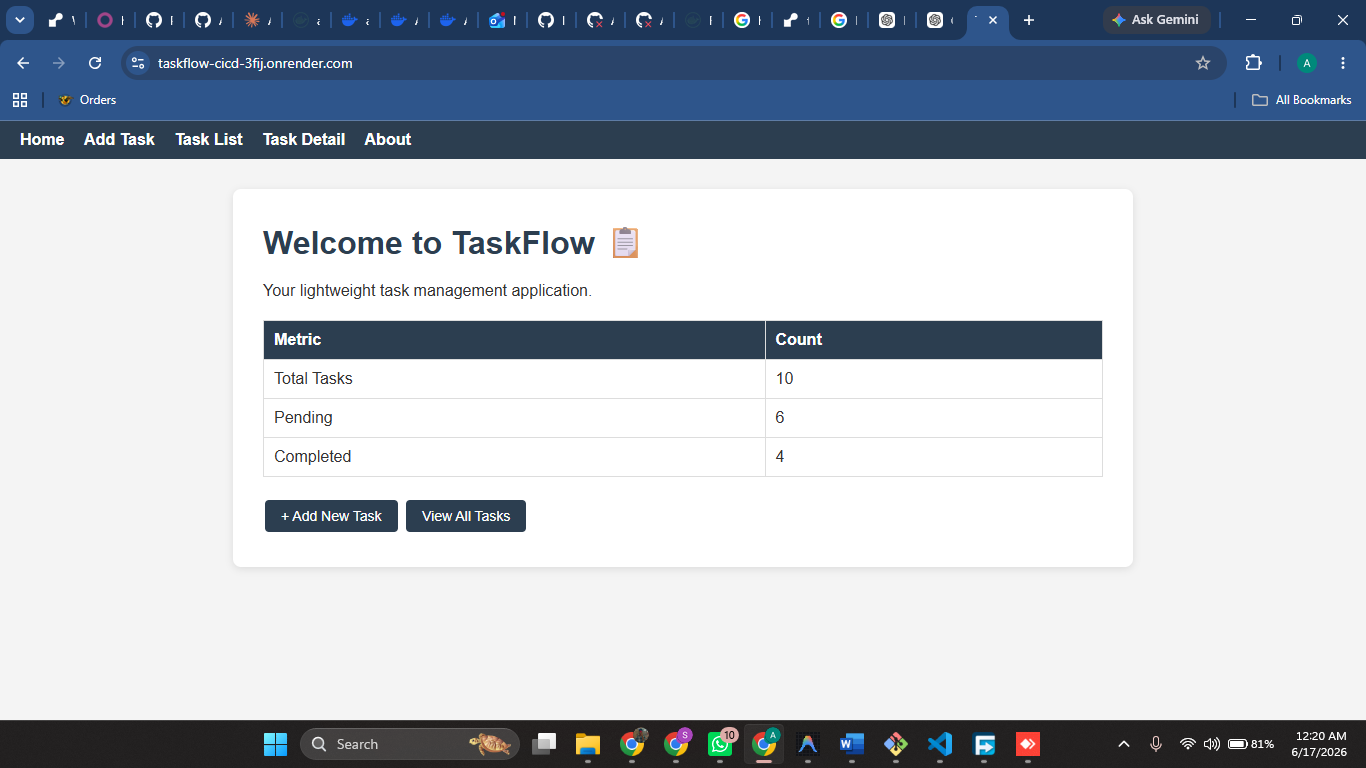 Ask Gemini
taskflow-cicd-3fij.onrender.com
A
Orders
All Bookmarks
Home Add Task Task List Task Detail About
Welcome to TaskFlow
Your lightweight task management application.
Metric Count
Total Tasks 10
Pending 6
Completed 4
+ Add New Task View All Tasks
Search
S
10
A
81%
12:20 AM
6/17/2026